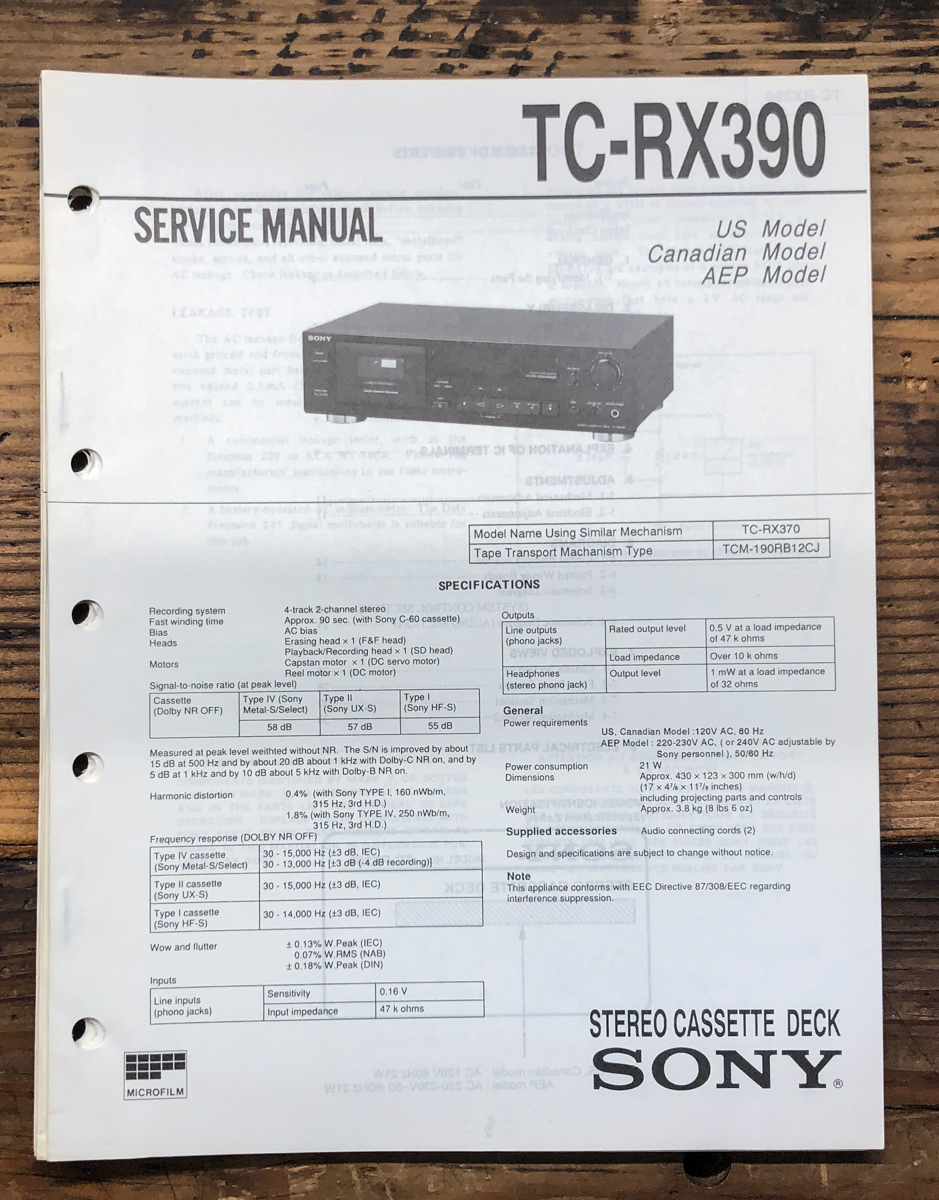 TC-RX390
SERVICE MANUAL
US Model
Canadian Model
AEP Model
SONY
Model Name Using Similar Mechanism TC-RX370
Tape Transport Machanism Type TCM-190RB12CJ
SPECIFICATIONS
Recording system 4-track 2-channel stereo
Fast winding time Approx. 90 sec. (with Sony C-60 cassette)
Bias AC bias
Heads Erasing head × 1 (F&F head)
Playback/Recording head × 1 (SD head)
Motors Capstan motor × 1 (DC servo motor)
Reel motor × 1 (DC motor)
Signal-to-noise ratio (at peak level)
Cassette
(Dolby NR OFF)
Type IV (Sony
Metal-S/Select)
Type II
(Sony UX-S)
Type I
(Sony HF-S)
58 dB 57 dB 55 dB
Measured at peak level weithted without NR. The S/N is improved by about
15 dB at 500 Hz and by about 20 dB about 1 kHz with Dolby-C NR on, and by
5 dB at 1 kHz and by 10 dB about 5 kHz with Dolby-B NR on.
Harmonic distortion 0.4% (with Sony TYPE I, 160 nWb/m,
315 Hz, 3rd H.D.)
1.8% (with Sony TYPE IV, 250 nWb/m,
315 Hz, 3rd H.D.)
Frequency response (DOLBY NR OFF)
Type IV cassette
(Sony Metal-S/Select)
30 - 15,000 Hz (±3 dB, IEC)
30 - 13,000 Hz [±3 dB (-4 dB recording)]
Type II cassette
(Sony UX-S)
30 - 15,000 Hz (±3 dB, IEC)
Type I cassette
(Sony HF-S)
30 - 14,000 Hz (±3 dB, IEC)
Wow and flutter ± 0.13% W.Peak (IEC)
0.07% W.RMS (NAB)
± 0.18% W.Peak (DIN)
Inputs
Line inputs
(phono jacks)
Sensitivity 0.16 V
Input impedance 47 k ohms
Outputs
Line outputs
(phono jacks)
Rated output level 0.5 V at a load impedance
of 47 k ohms
Load impedance Over 10 k ohms
Headphones
(stereo phono jack)
Output level 1 mW at a load impedance
of 32 ohms
General
Power requirements
US, Canadian Model :120V AC, 60 Hz
AEP Model : 220-230V AC, ( or 240V AC adjustable by
Sony personnel ), 50/60 Hz
Power consumption 21 W
Dimensions Approx. 430 × 123 × 300 mm (w/h/d)
(17 × 4⁷/₈ × 11⁷/₈ inches)
including projecting parts and controls
Weight Approx. 3.8 kg (8 lbs 6 oz)
Supplied accessories Audio connecting cords (2)
Design and specifications are subject to change without notice.
Note
This appliance conforms with EEC Directive 87/308/EEC regarding
interference suppression.
MICROFILM
STEREO CASSETTE DECK
SONY®